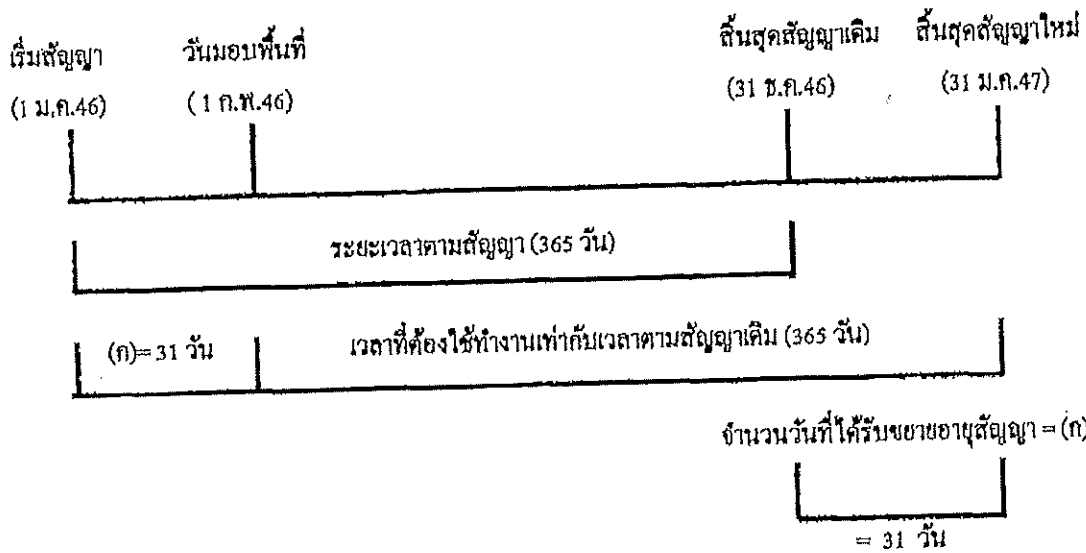 เริ่มสัญญา วันมอบพื้นที่ สิ้นสุดสัญญาเดิม สิ้นสุดสัญญาใหม่
(1 ม.ค.46) ( 1 ก.พ.46) (31 ธ.ค.46) (31 ม.ค.47)
ระยะเวลาตามสัญญา (365 วัน)
(ก)= 31 วัน เวลาที่ต้องใช้ทำงานเท่ากับเวลาตามสัญญาเดิม (365 วัน)
จำนวนวันที่ได้รับขยายอายุสัญญา = (ก)
= 31 วัน